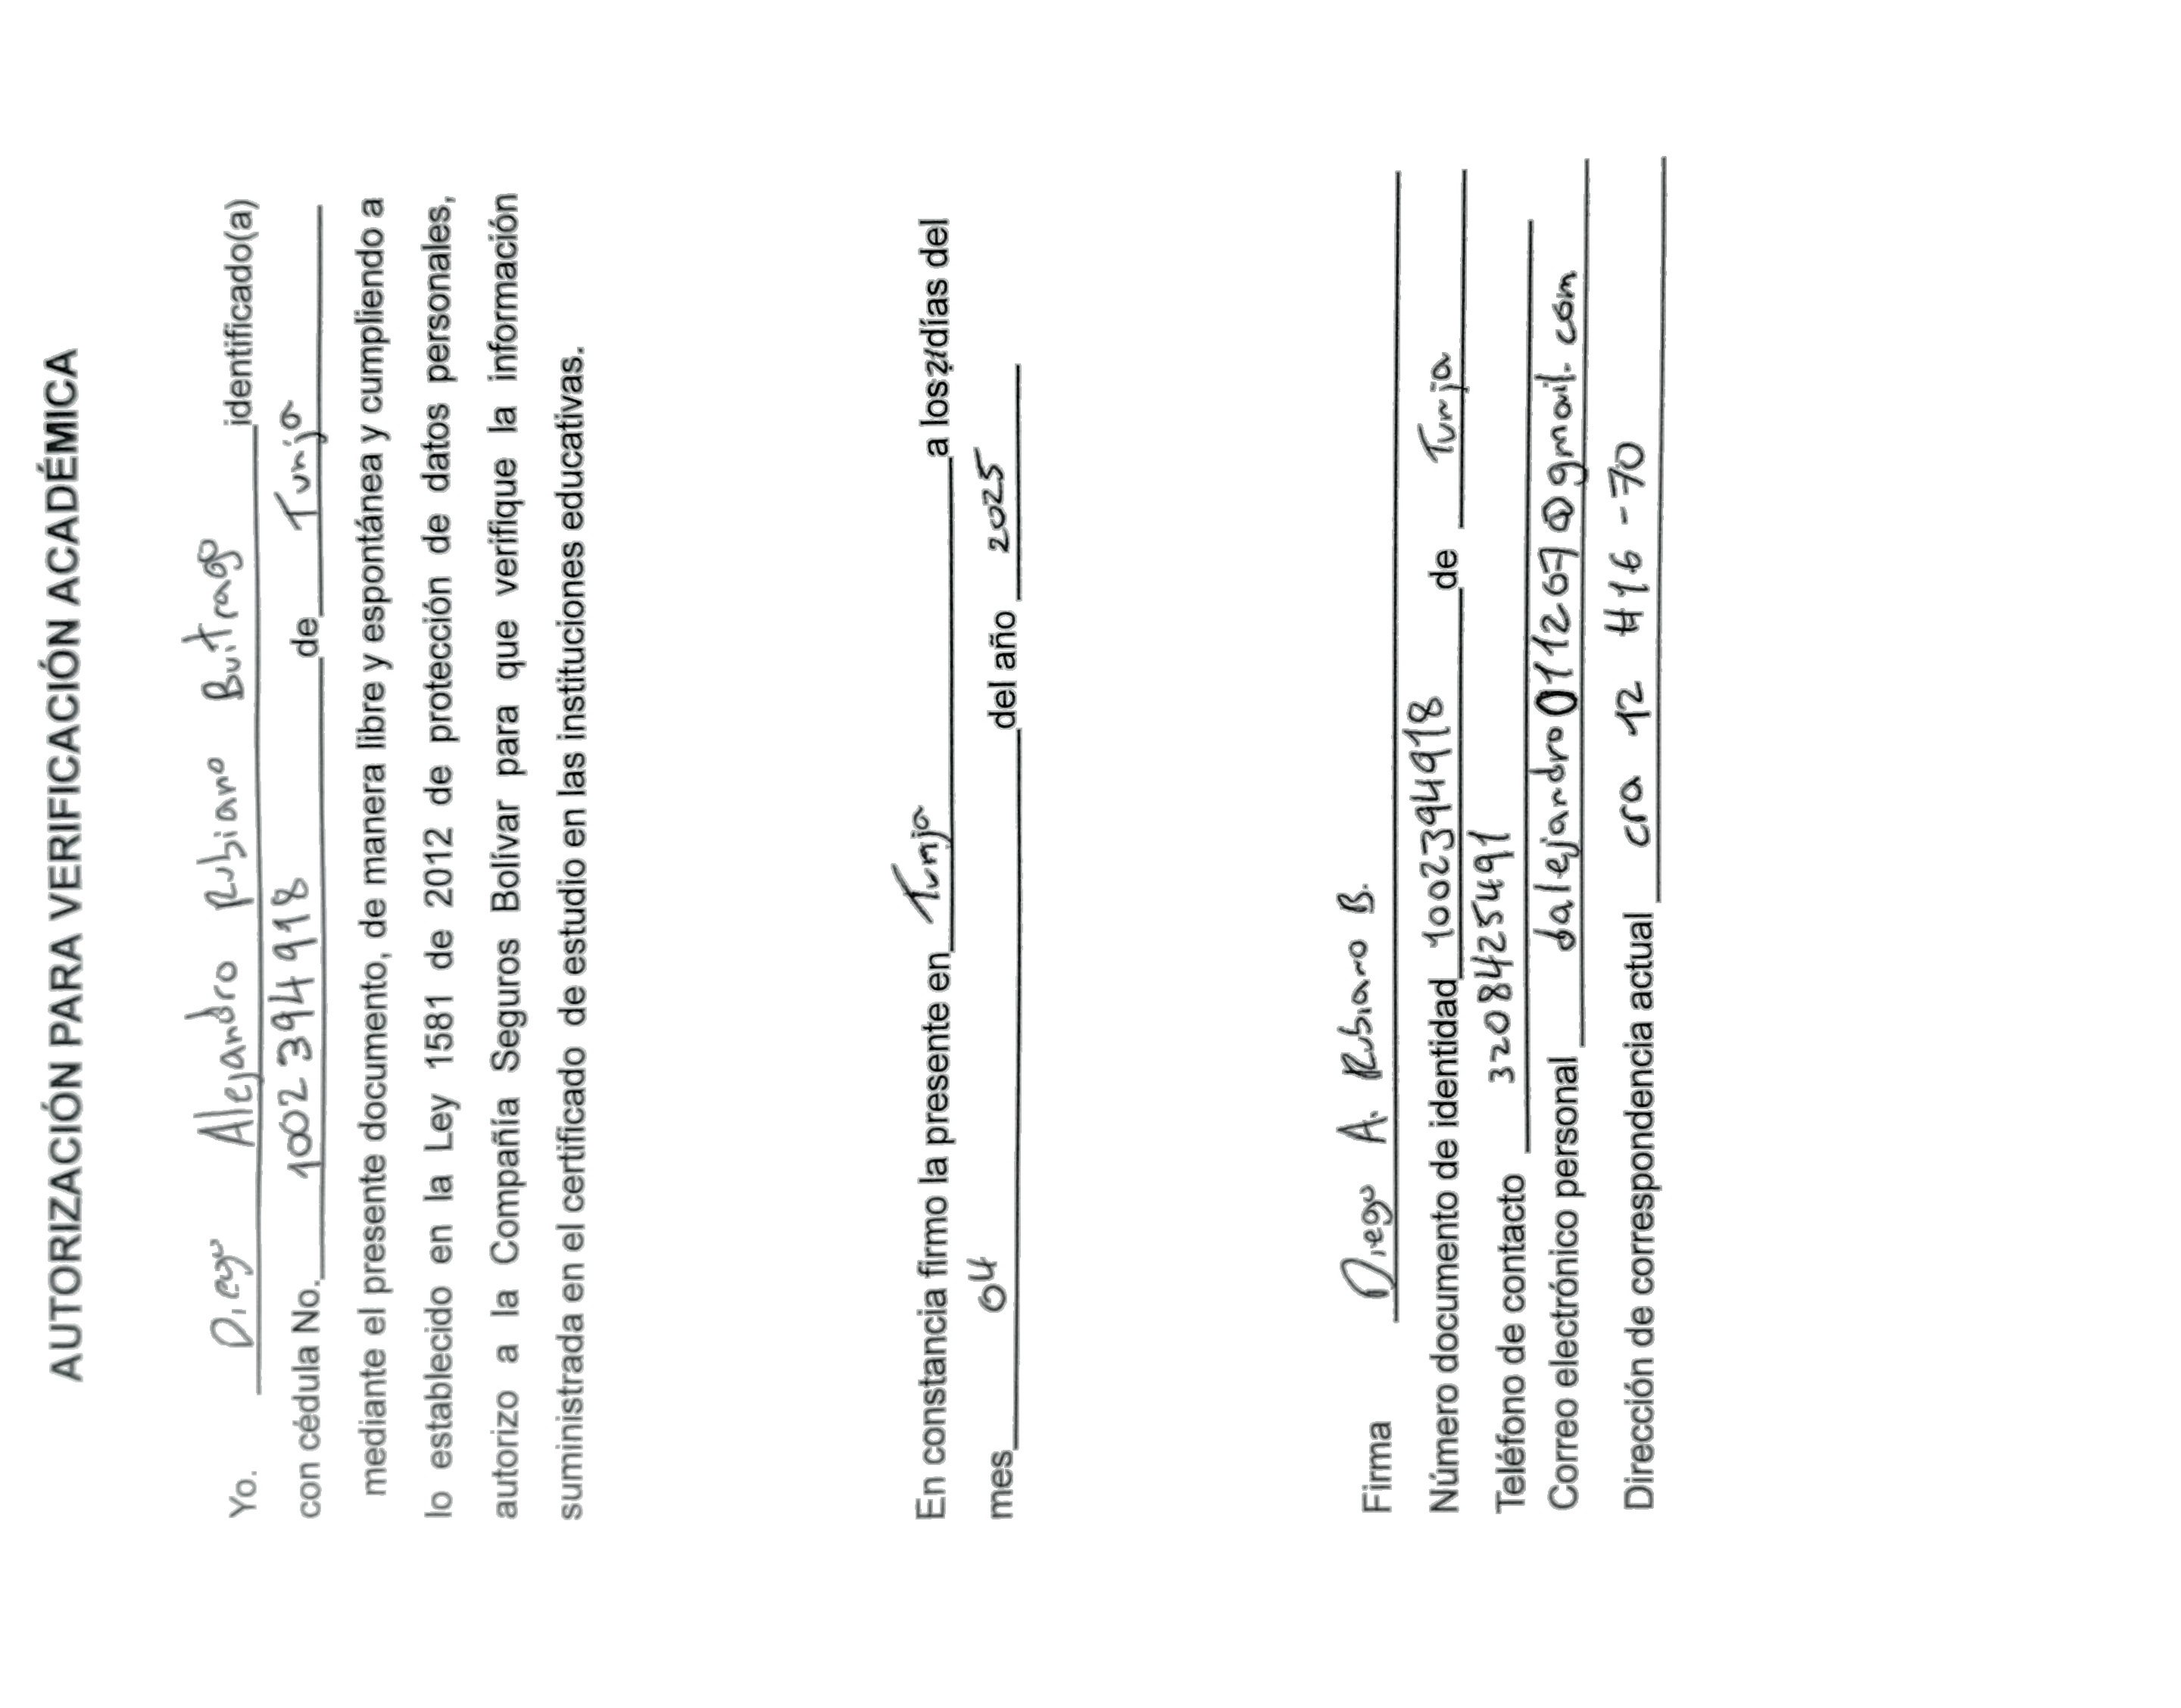 AUTORIZACIÓN PARA VERIFICACIÓN ACADÉMICA
Yo. Diego Alejandro Rubiano Buitrago identificado(a)
con cédula No. 1002394918 de Tunja
mediante el presente documento, de manera libre y espontánea y cumpliendo a
lo establecido en la Ley 1581 de 2012 de protección de datos personales,
autorizo a la Compañía Seguros Bolívar para que verifique la información
suministrada en el certificado de estudio en las instituciones educativas.
En constancia firmo la presente en Tunja a los 21 días del
mes 04 del año 2025
Firma Diego A. Rubiano B.
Número documento de identidad 1002394918 de Tunja
Teléfono de contacto 3208425491
Correo electrónico personal dalejandro011207@gmail.com
Dirección de correspondencia actual cra 12 #16-70